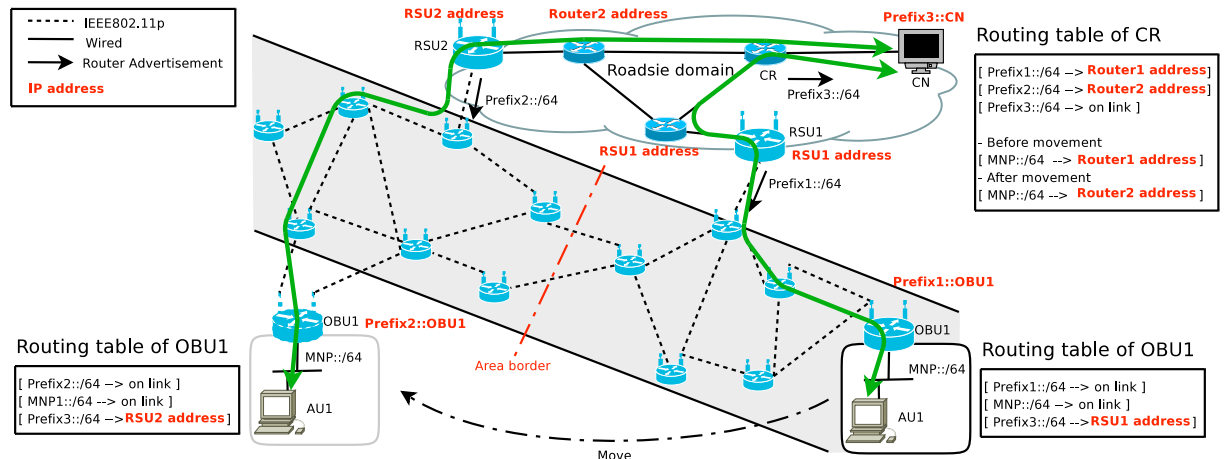 IEEE802.11p
Wired
Router Advertisement
IP address
RSU2 address
Router2 address
Router1 address
Prefix3::CN
RSU2
Roadsie domain
CR
CN
Prefix2::/64
Prefix3::/64
RSU1
RSU1 address
RSU1 address
Prefix1::/64
Routing table of CR
[ Prefix1::/64 —> Router1 address]
[ Prefix2::/64 —> Router2 address]
[ Prefix3::/64 —> on link ]
- Before movement
[ MNP::/64 --> Router1 address]
- After movement
[ MNP::/64 --> Router2 address ]
Prefix1::OBU1
OBU1
Prefix2::OBU1
OBU1
Area border
MNP::/64
AU1
MNP::/64
AU1
Routing table of OBU1
[ Prefix2::/64 —> on link ]
[ MNP1::/64 —> on link ]
[ Prefix3::/64 —>RSU2 address]
Routing table of OBU1
[ Prefix1::/64 --> on link ]
[ MNP::/64 --> on link ]
[ Prefix3::/64 -->RSU1 address]
Move